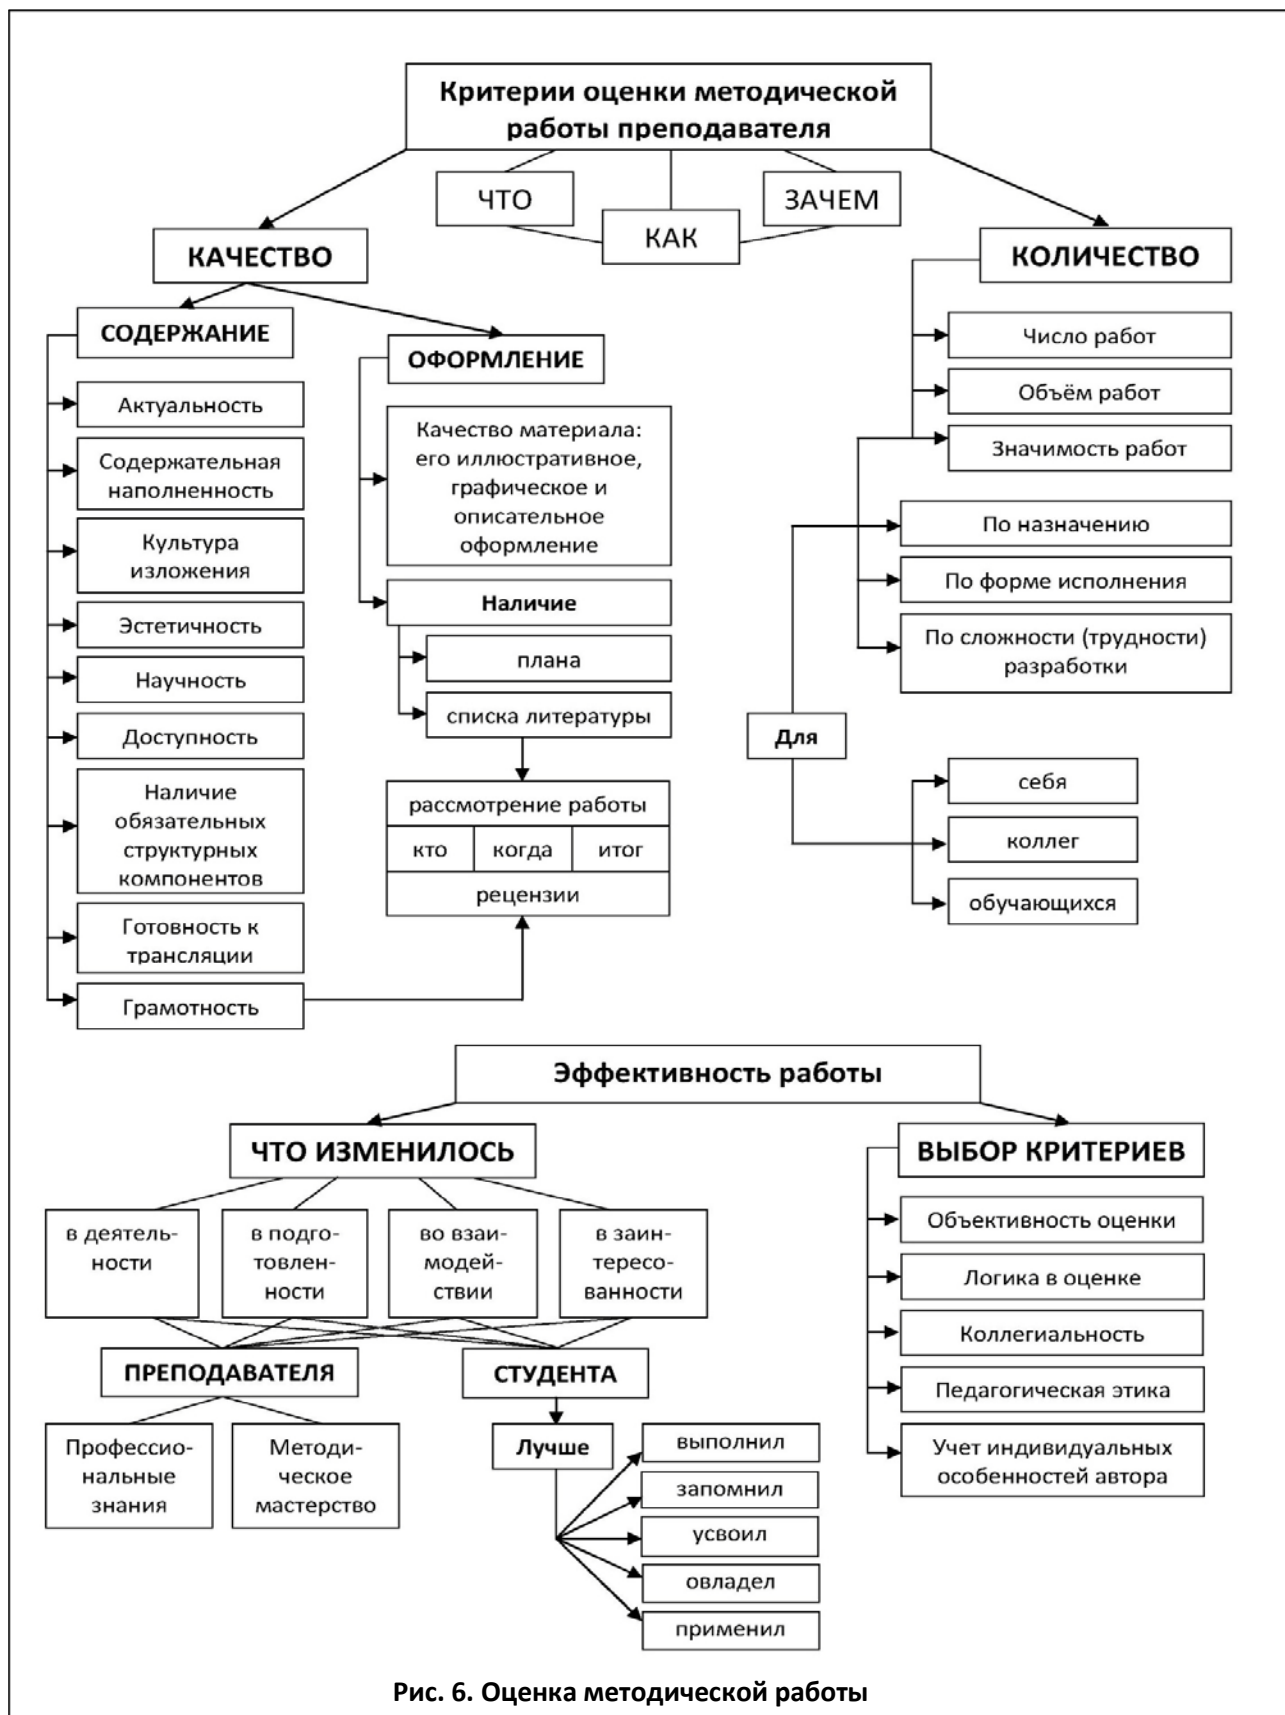 Критерии оценки методической
работы преподавателя
ЧТО
ЗАЧЕМ
КАК
КАЧЕСТВО
КОЛИЧЕСТВО
СОДЕРЖАНИЕ
Актуальность
Содержательная
наполненность
Культура
изложения
Эстетичность
Научность
Доступность
Наличие
обязательных
структурных
компонентов
Готовность к
трансляции
Грамотность
ОФОРМЛЕНИЕ
Качество материала:
его иллюстративное,
графическое и
описательное
оформление
Наличие
плана
списка литературы
рассмотрение работы
кто когда итог
рецензии
Число работ
Объём работ
Значимость работ
По назначению
По форме исполнения
По сложности (трудности)
разработки
Для
себя
коллег
обучающихся
Эффективность работы
ЧТО ИЗМЕНИЛОСЬ
в деятель-
ности
в подго-
товлен-
ности
во взаи-
модей-
ствии
в заин-
тересо-
ванности
ПРЕПОДАВАТЕЛЯ
СТУДЕНТА
Профессио-
нальные
знания
Методи-
ческое
мастерство
Лучше
выполнил
запомнил
усвоил
овладел
применил
ВЫБОР КРИТЕРИЕВ
Объективность оценки
Логика в оценке
Коллегиальность
Педагогическая этика
Учет индивидуальных
особенностей автора
Рис. 6. Оценка методической работы